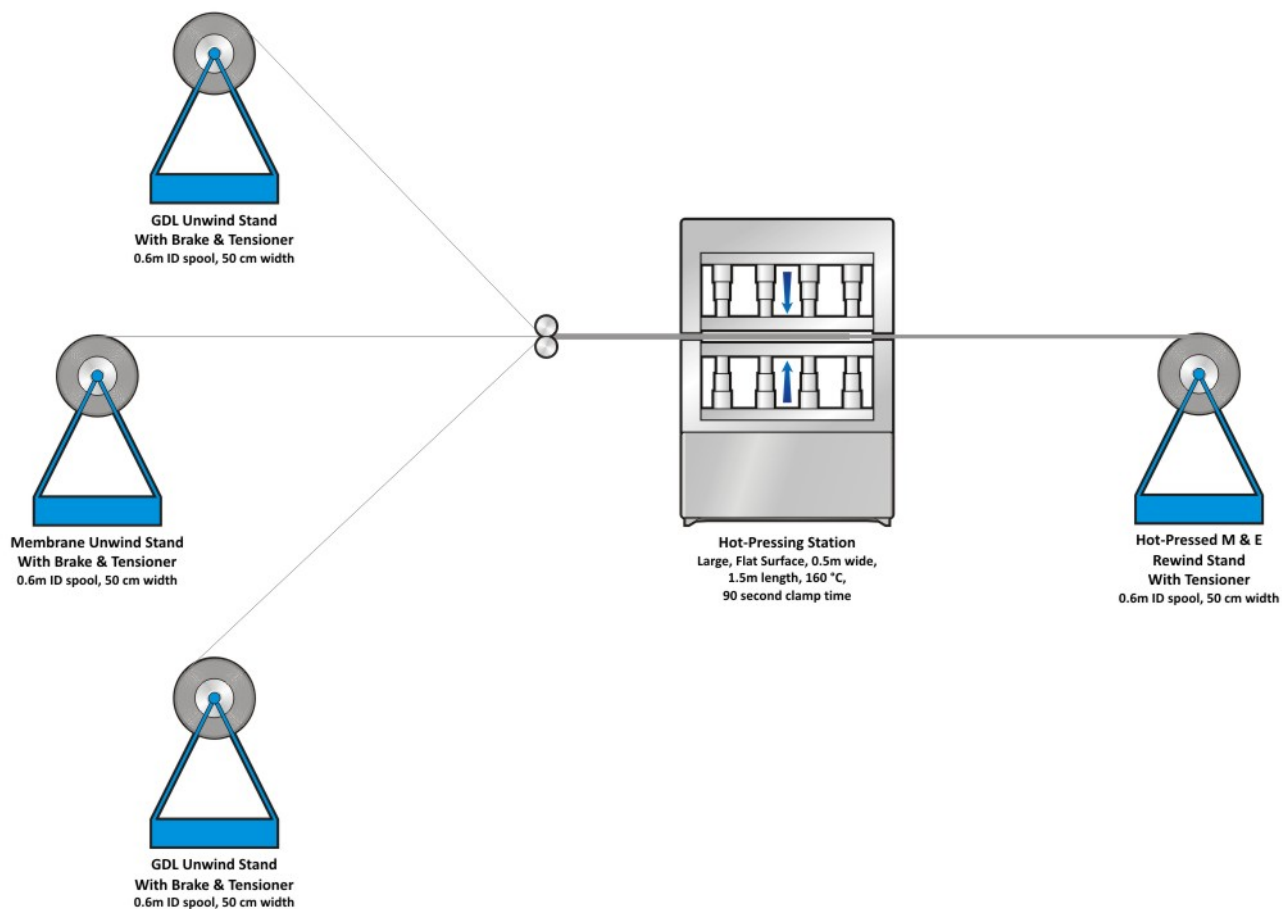 GDL Unwind Stand
With Brake & Tensioner
0.6m ID spool, 50 cm width
Membrane Unwind Stand
With Brake & Tensioner
0.6m ID spool, 50 cm width
Hot-Pressing Station
Large, Flat Surface, 0.5m wide,
1.5m length, 160 °C,
90 second clamp time
Hot-Pressed M & E
Rewind Stand
With Tensioner
0.6m ID spool, 50 cm width
GDL Unwind Stand
With Brake & Tensioner
0.6m ID spool, 50 cm width